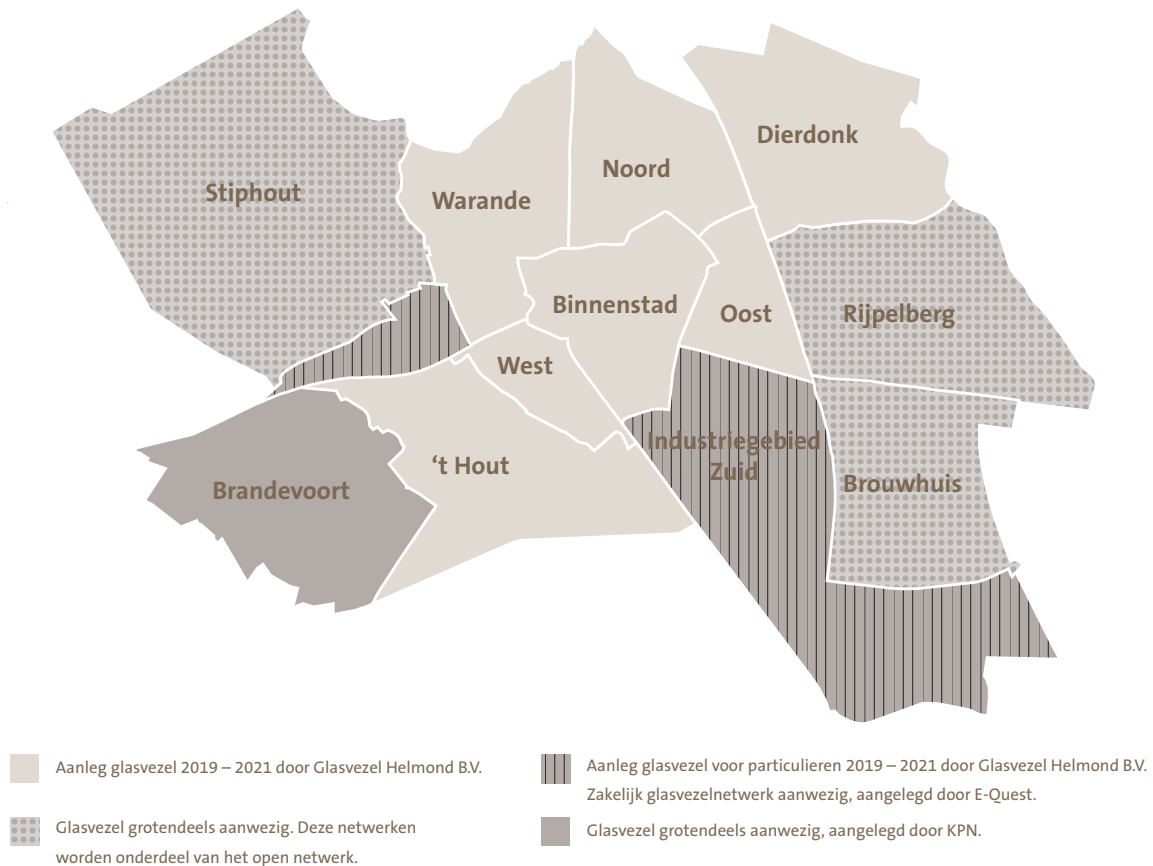 Dierdonk
Noord
Stiphout
Warande
Binnenstad
Oost
Rijpelberg
West
Industriegebied
Zuid
‘t Hout
Brouwhuis
Brandevoort
Aanleg glasvezel 2019 – 2021 door Glasvezel Helmond B.V.
Glasvezel grotendeels aanwezig. Deze netwerken
worden onderdeel van het open netwerk.
Aanleg glasvezel voor particulieren 2019 – 2021 door Glasvezel Helmond B.V.
Zakelijk glasvezelnetwerk aanwezig, aangelegd door E-Quest.
Glasvezel grotendeels aanwezig, aangelegd door KPN.